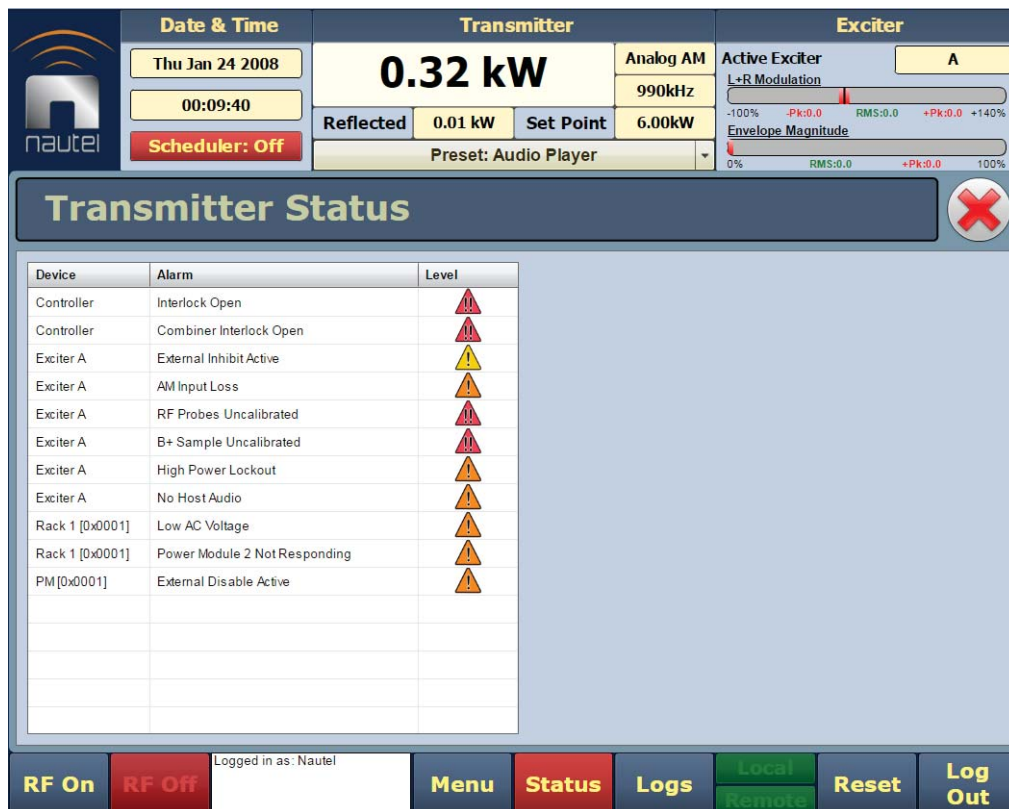 Date & Time
Thu Jan 24 2008
00:09:40
Scheduler: Off
nautel
Transmitter
0.32 kW
Analog AM
990kHz
Reflected 0.01 kW Set Point 6.00kW
Preset: Audio Player
Exciter
Active Exciter A
L+R Modulation
-100% -Pk:0.0 RMS:0.0 +Pk:0.0 +140%
Envelope Magnitude
0% RMS:0.0 +Pk:0.0 100%
Transmitter Status
Device Alarm Level
Controller Interlock Open !!
Controller Combiner Interlock Open !!
Exciter A External Inhibit Active !
Exciter A AM Input Loss !
Exciter A RF Probes Uncalibrated !!
Exciter A B+ Sample Uncalibrated !!
Exciter A High Power Lockout !
Exciter A No Host Audio !
Rack 1 [0x0001] Low AC Voltage !
Rack 1 [0x0001] Power Module 2 Not Responding !
PM [0x0001] External Disable Active !
RF On
RF Off
Logged in as: Nautel
Menu
Status
Logs
Local
Remote
Reset
Log Out